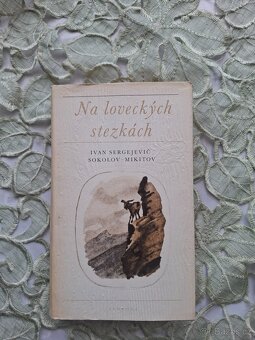 Na loveckých
stezkách
IVAN SERGEJEVIČ
SOKOLOV-MIKITOV